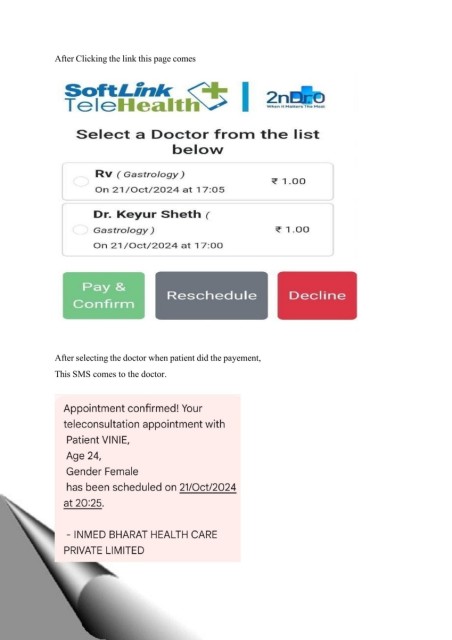 After Clicking the link this page comes
SoftLink
TeleHealth
2nDrO
When It Matters The Most
Select a Doctor from the list
below
Rv ( Gastrology )
₹ 1.00
On 21/Oct/2024 at 17:05
Dr. Keyur Sheth (
Gastrology )
₹ 1.00
On 21/Oct/2024 at 17:00
Pay &
Confirm
Reschedule
Decline
After selecting the doctor when patient did the payement,
This SMS comes to the doctor.
Appointment confirmed! Your
teleconsultation appointment with
Patient VINIE,
Age 24,
Gender Female
has been scheduled on 21/Oct/2024
at 20:25.
- INMED BHARAT HEALTH CARE
PRIVATE LIMITED